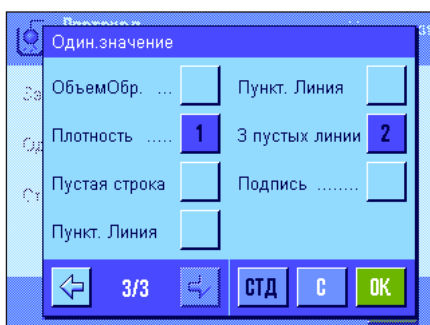 Один.значение
ОбъемОбр. ...
Пункт. Линия
Плотность ..... 1
3 пустых линии 2
Пустая строка
Подпись ........
Пункт. Линия
3/3
СТД
C
OK